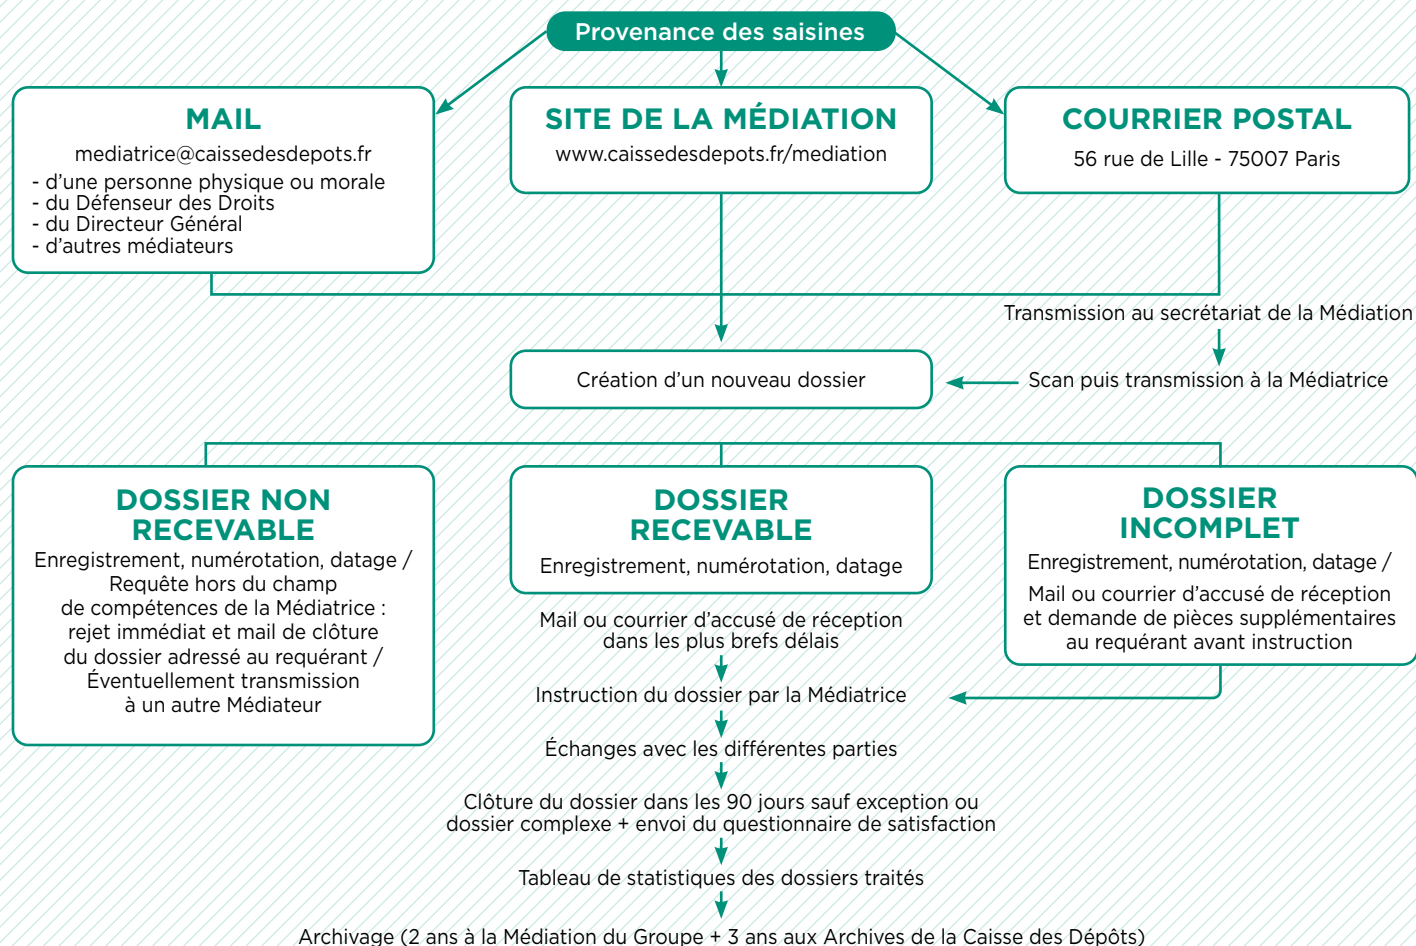 Provenance des saisines
MAIL
mediatrice@caissedesdepots.fr
- d'une personne physique ou morale
- du Défenseur des Droits
- du Directeur Général
- d'autres médiateurs
SITE DE LA MÉDIATION
www.caissedesdepots.fr/mediation
COURRIER POSTAL
56 rue de Lille - 75007 Paris
Transmission au secrétariat de la Médiation
Scan puis transmission à la Médiatrice
Création d'un nouveau dossier
DOSSIER NON
RECEVABLE
Enregistrement, numérotation, datage /
Requête hors du champ
de compétences de la Médiatrice :
rejet immédiat et mail de clôture
du dossier adressé au requérant /
Éventuellement transmission
à un autre Médiateur
DOSSIER
RECEVABLE
Enregistrement, numérotation, datage
DOSSIER
INCOMPLET
Enregistrement, numérotation, datage /
Mail ou courrier d'accusé de réception
et demande de pièces supplémentaires
au requérant avant instruction
Mail ou courrier d'accusé de réception
dans les plus brefs délais
Instruction du dossier par la Médiatrice
Échanges avec les différentes parties
Clôture du dossier dans les 90 jours sauf exception ou
dossier complexe + envoi du questionnaire de satisfaction
Tableau de statistiques des dossiers traités
Archivage (2 ans à la Médiation du Groupe + 3 ans aux Archives de la Caisse des Dépôts)